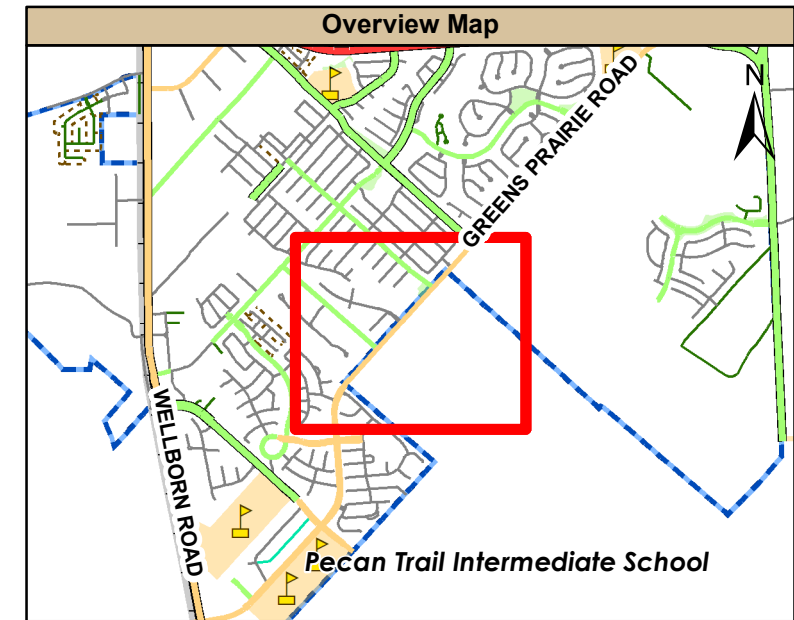 Overview Map
N
GREENS PRAIRIE ROAD
WELLBORN ROAD
Pecan Trail Intermediate School